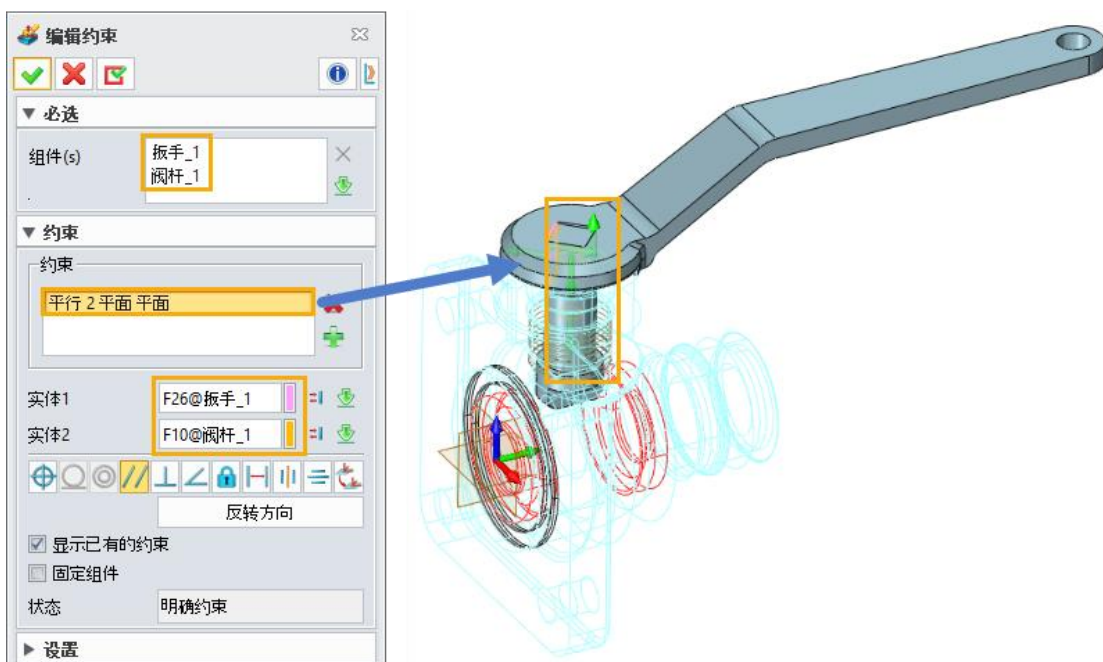 编辑约束
必选
组件(s)
扳手_1
阀杆_1
约束
约束
平行 2 平面 平面
实体1
F26@扳手_1
实体2
F10@阀杆_1
反转方向
显示已有的约束
固定组件
状态
明确约束
设置